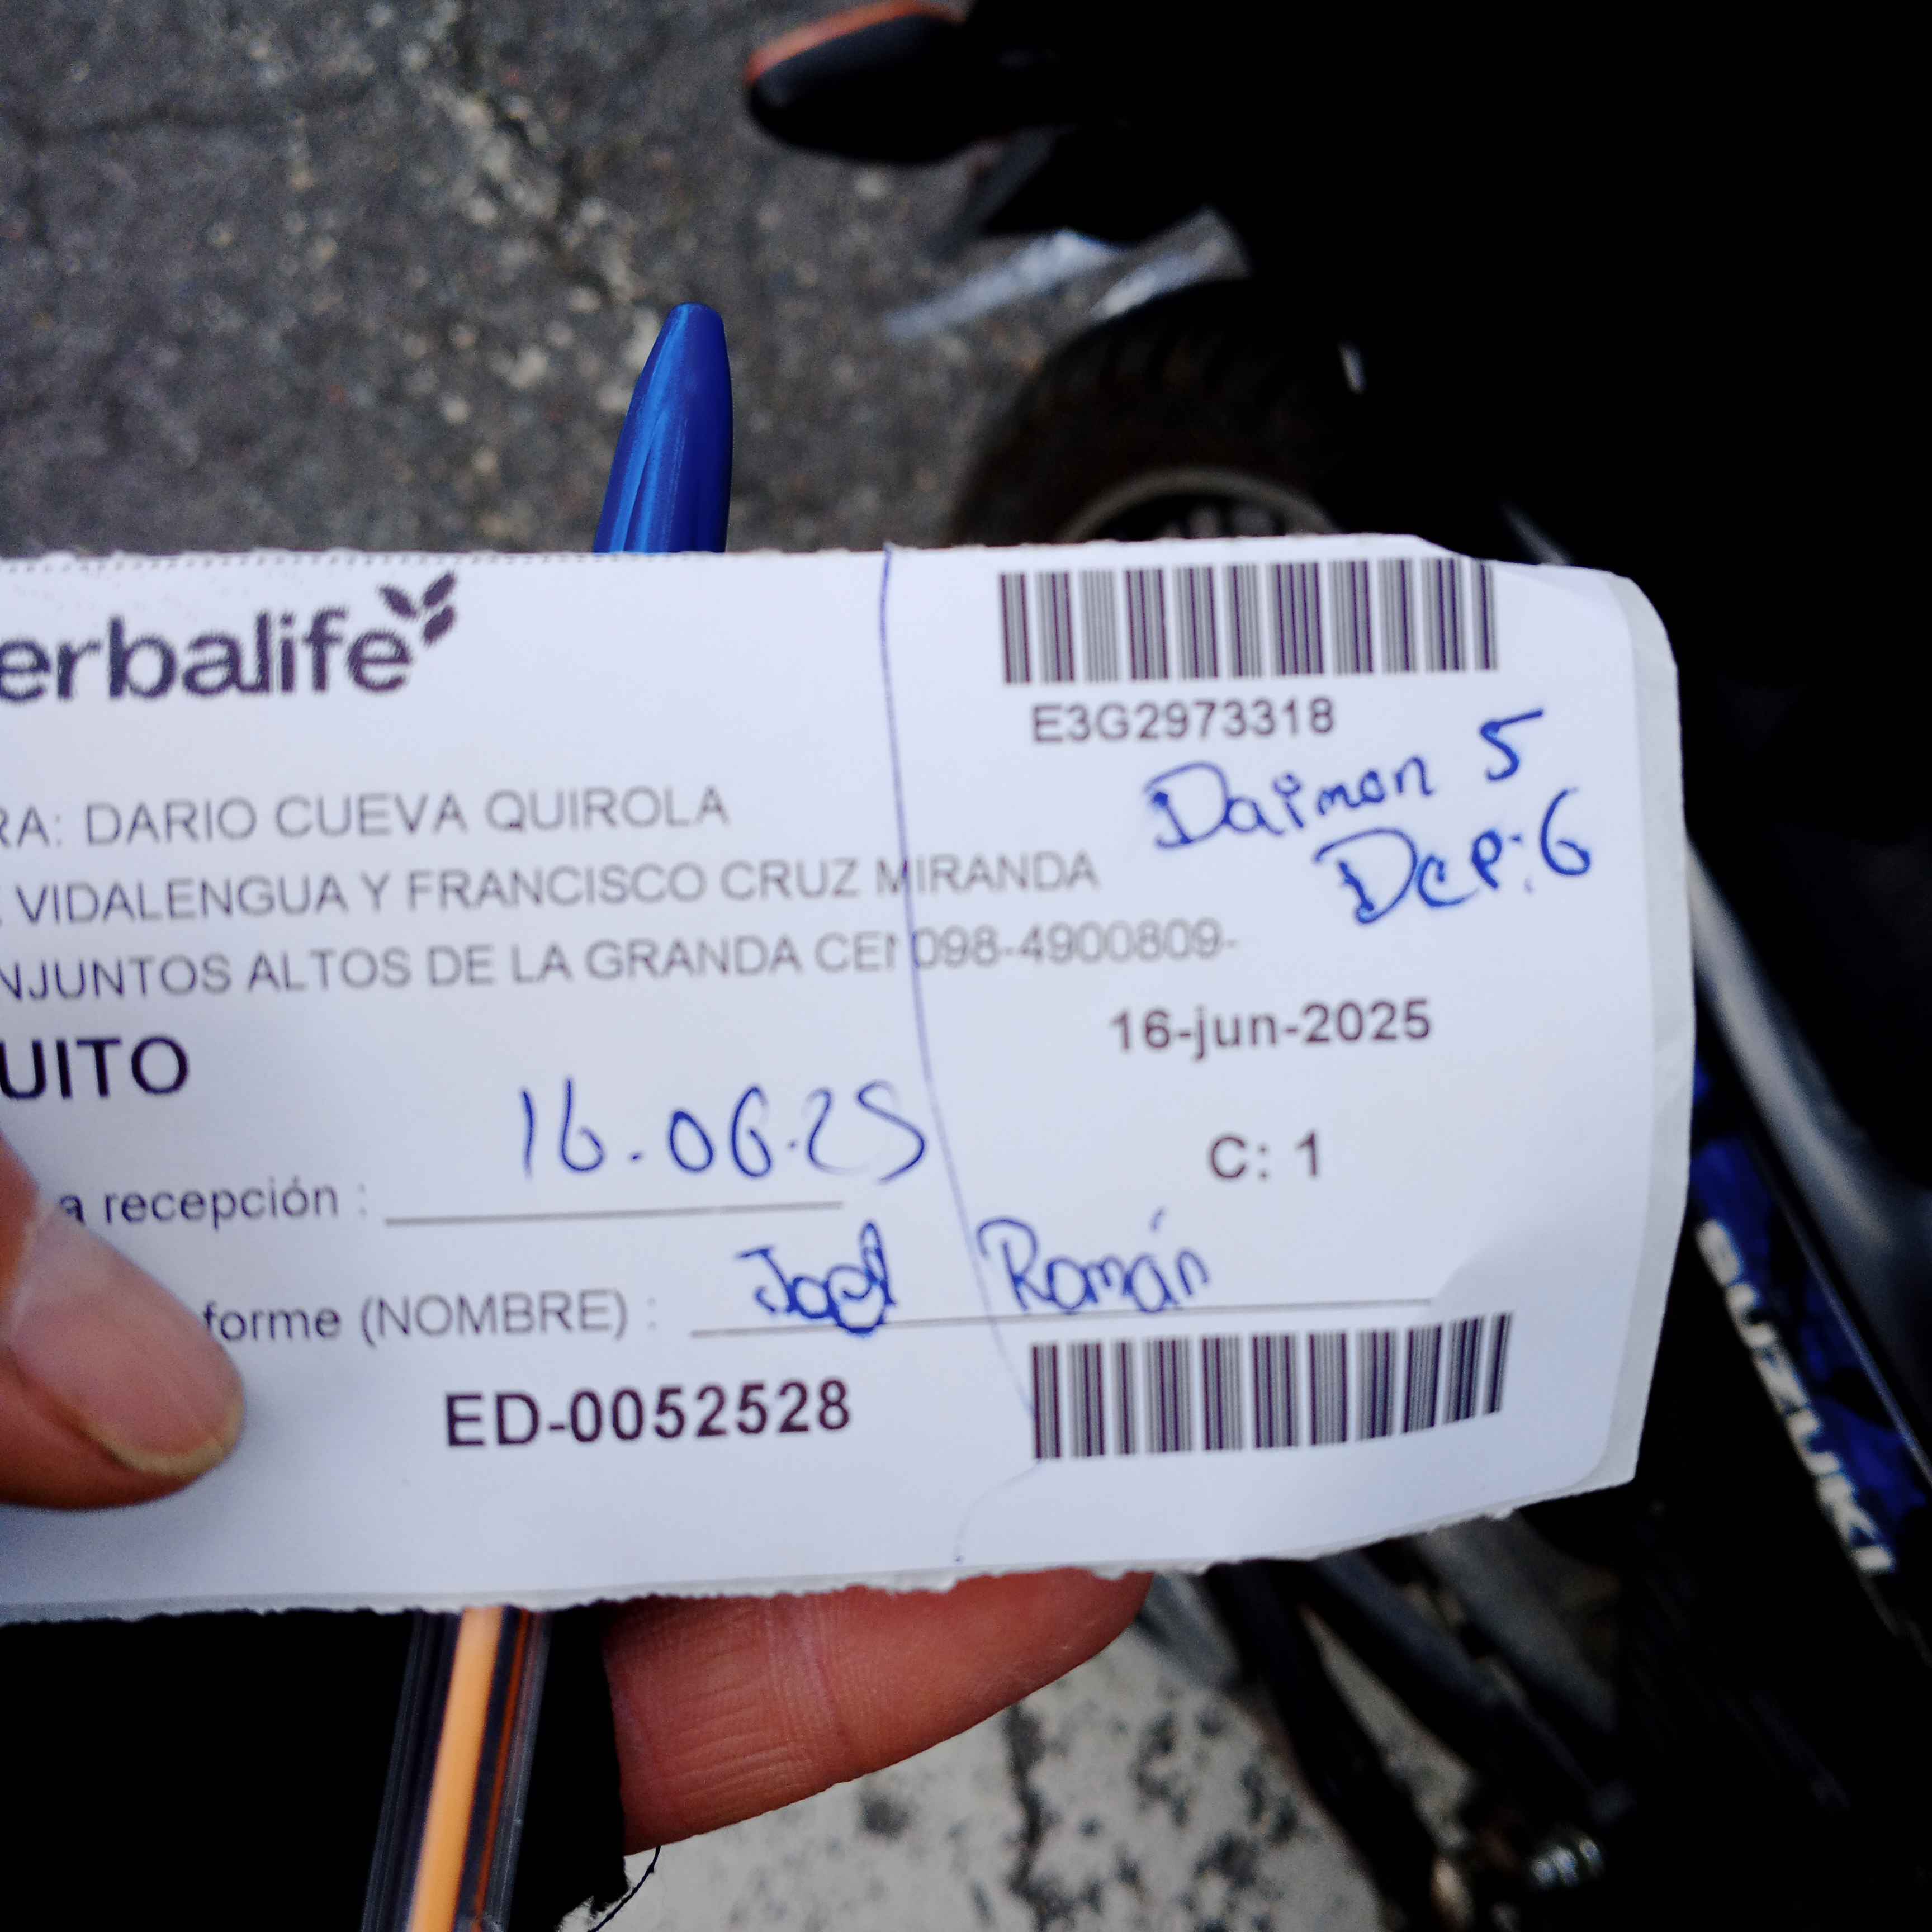 erbalife
E3G2973318
Daimon 5
Dep: 6
RA: DARIO CUEVA QUIROLA
VIDALENGUA Y FRANCISCO CRUZ MIRANDA
NJUNTOS ALTOS DE LA GRANDA CEN 098-4900809-
UITO
16-jun-2025
16.06.25
C: 1
a recepción :
forme (NOMBRE) : Joel Román
ED-0052528
SUZUKI